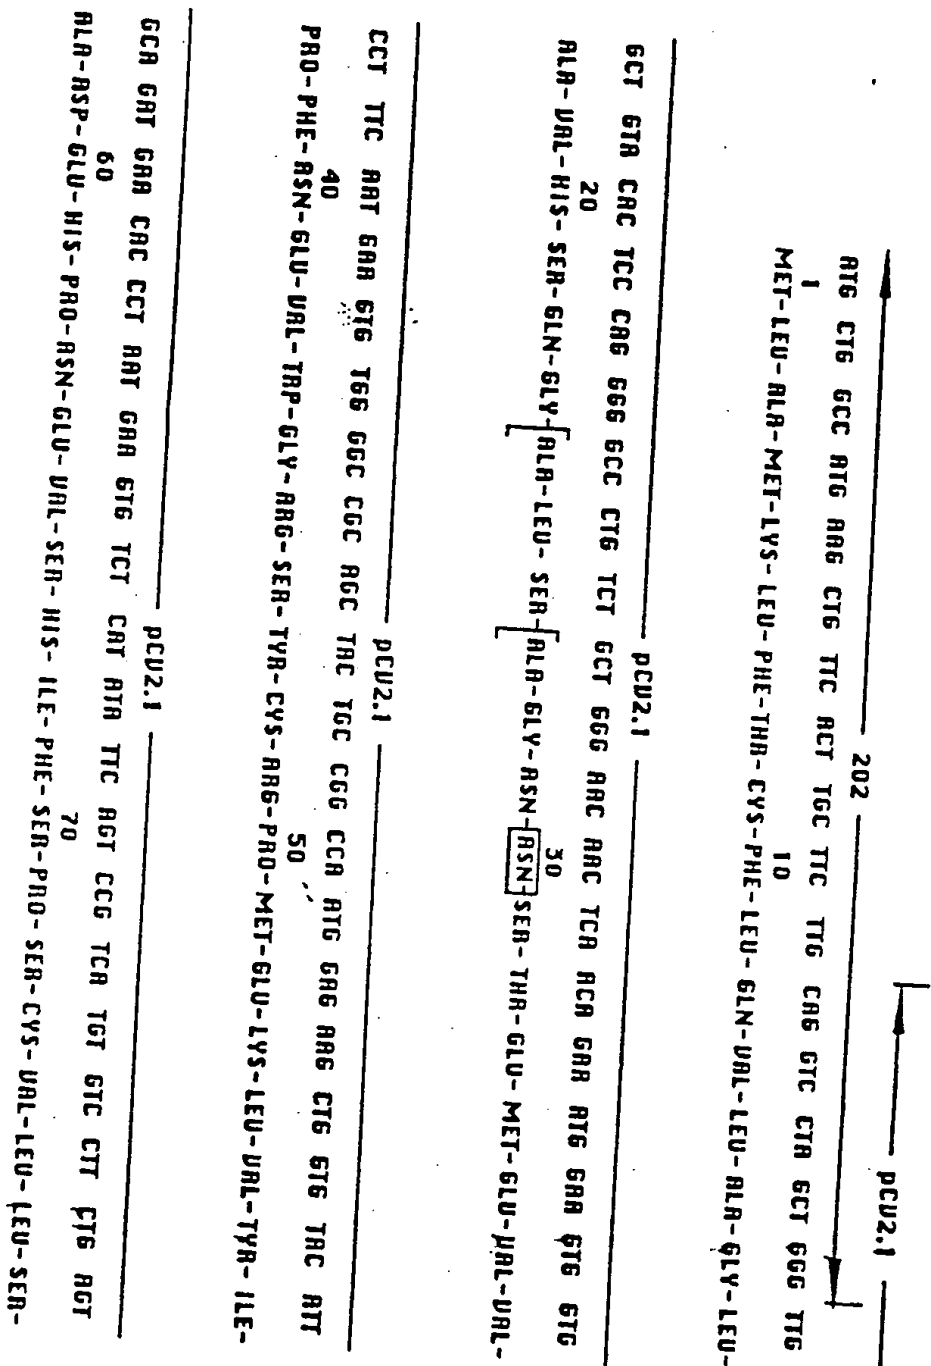 pCV2.1
202
ATG CTG GCC ATG AAG CTG TTC ACT TGC TTC TTG CAG GTC CTA GCT GGG TTG
1 10
MET-LEU-ALA-MET-LYS-LEU-PHE-THR-CYS-PHE-LEU-GLN-VAL-LEU-ALA-GLY-LEU-
pCV2.1
GCT GTA CAC TCC CAG GGG GCC CTG TCT GCT GGG AAC AAC TCA ACA GAA ATG GAA GTG GTG
20 30
ALA-VAL-HIS-SER-GLN-GLY-ALA-LEU-SER-ALA-GLY-ASN-ASN-SER-THR-GLU-MET-GLU-VAL-VAL-
pCV2.1
CCT TTC AAT GAA GTG TGG GGC CGC AGC TAC TGC CGG CCA ATG GAG AAG CTG GTG TAC ATT
40 50
PRO-PHE-ASN-GLU-VAL-TRP-GLY-ARG-SER-TYR-CYS-ARG-PRO-MET-GLU-LYS-LEU-VAL-TYR-ILE-
pCV2.1
GCA GAT GAA CAC CCT AAT GAA GTG TCT CAT ATA TTC AGT CCG TCA TGT GTC CTT CTG AGT
60 70
ALA-ASP-GLU-HIS-PRO-ASN-GLU-VAL-SER-HIS-ILE-PHE-SER-PRO-SER-CYS-VAL-LEU-LEU-SER-